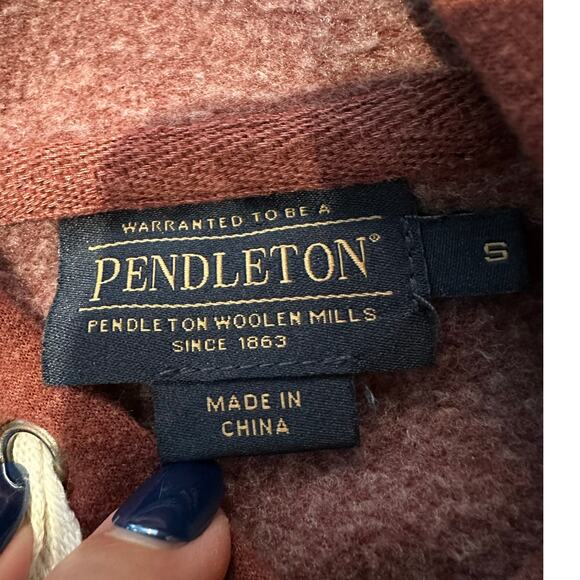 WARRANTED TO BE A
PENDLETON®
S
PENDLETON WOOLEN MILLS
SINCE 1863
MADE IN
CHINA